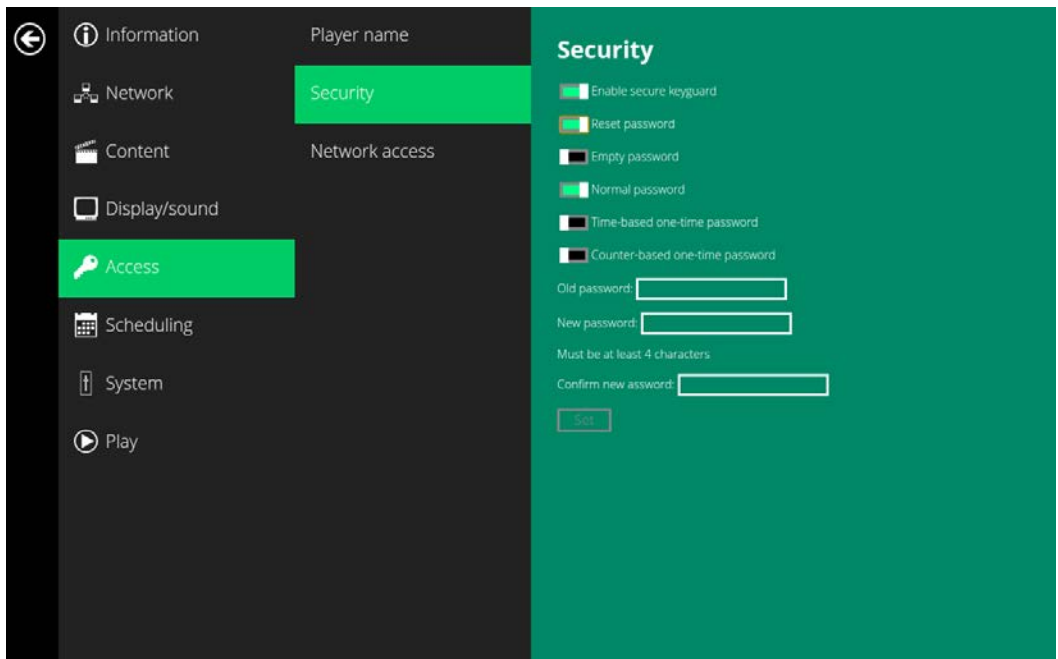 Information
Network
Content
Display/sound
Access
Scheduling
System
Play
Player name
Security
Network access
Security
Enable secure keyguard
Reset password
Empty password
Normal password
Time-based one-time password
Counter-based one-time password
Old password:
New password:
Must be at least 4 characters
Confirm new assword:
Set